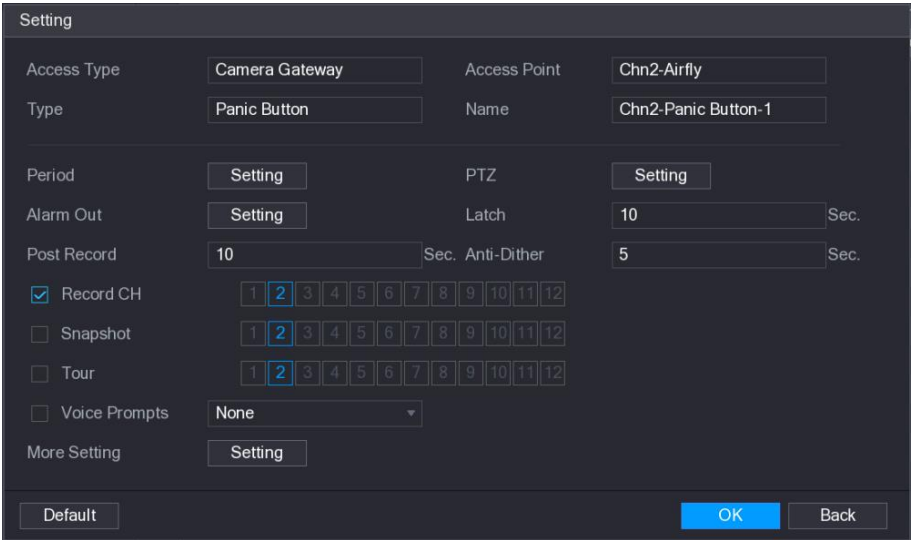 Setting
Access Type Camera Gateway Access Point Chn2-Airfly
Type Panic Button Name Chn2-Panic Button-1
Period Setting PTZ Setting
Alarm Out Setting Latch 10 Sec.
Post Record 10 Sec. Anti-Dither 5 Sec.
Record CH 1 2 3 4 5 6 7 8 9 10 11 12
Snapshot 1 2 3 4 5 6 7 8 9 10 11 12
Tour 1 2 3 4 5 6 7 8 9 10 11 12
Voice Prompts None
More Setting Setting
Default OK Back